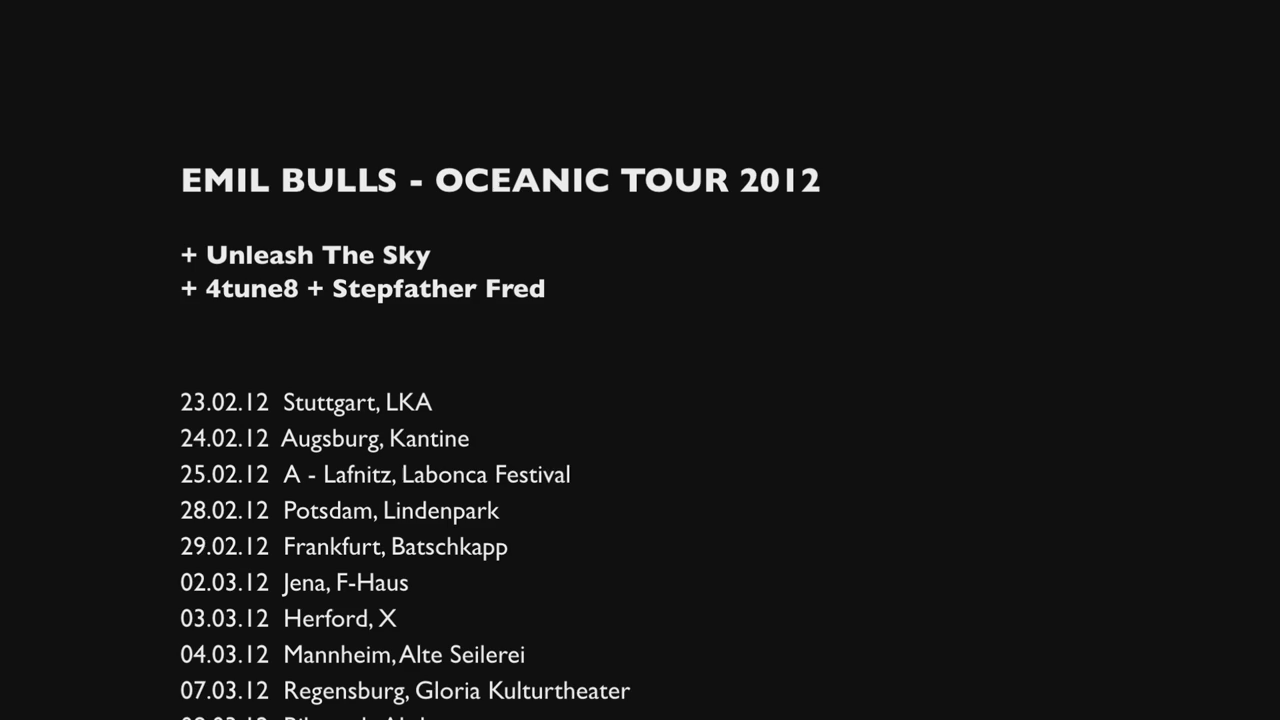 EMIL BULLS - OCEANIC TOUR 2012
+ Unleash The Sky
+ 4tune8 + Stepfather Fred
23.02.12 Stuttgart, LKA
24.02.12 Augsburg, Kantine
25.02.12 A - Lafnitz, Labonca Festival
28.02.12 Potsdam, Lindenpark
29.02.12 Frankfurt, Batschkapp
02.03.12 Jena, F-Haus
03.03.12 Herford, X
04.03.12 Mannheim, Alte Seilerei
07.03.12 Regensburg, Gloria Kulturtheater